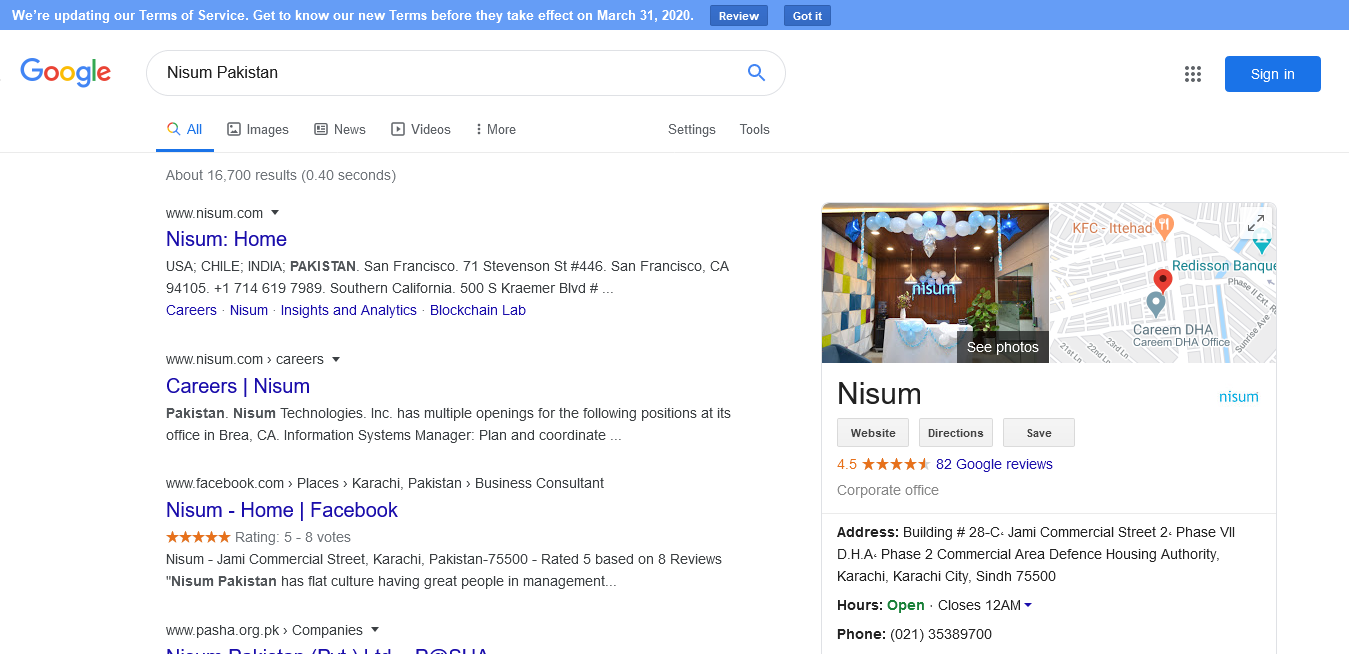 We're updating our Terms of Service. Get to know our new Terms before they take effect on March 31, 2020. Review Got it
Google
Nisum Pakistan
Sign in
All Images News Videos More Settings Tools
About 16,700 results (0.40 seconds)
www.nisum.com
Nisum: Home
USA; CHILE; INDIA; PAKISTAN. San Francisco. 71 Stevenson St #446. San Francisco, CA
94105. +1 714 619 7989. Southern California. 500 S Kraemer Blvd # ...
Careers · Nisum · Insights and Analytics · Blockchain Lab
www.nisum.com › careers
Careers | Nisum
Pakistan. Nisum Technologies. Inc. has multiple openings for the following positions at its
office in Brea, CA. Information Systems Manager: Plan and coordinate ...
www.facebook.com › Places › Karachi, Pakistan › Business Consultant
Nisum - Home | Facebook
Rating: 5 - 8 votes
Nisum - Jami Commercial Street, Karachi, Pakistan-75500 - Rated 5 based on 8 Reviews
"Nisum Pakistan has flat culture having great people in management...
www.pasha.org.pk › Companies
Nisum Pakistan (Pvt.) Ltd. - P@SHA
nisum
See photos
KFC - Ittehad
Redisson Banque
Phase II Ext. R
Careem DHA
Careem DHA Office
21st Ln
22nd Ln
23rd Ln
Sunrise Ave
Nisum
nisum
Website Directions Save
4.5 82 Google reviews
Corporate office
Address: Building # 28-C، Jami Commercial Street 2، Phase Vll
D.H.A، Phase 2 Commercial Area Defence Housing Authority,
Karachi, Karachi City, Sindh 75500
Hours: Open · Closes 12AM
Phone: (021) 35389700